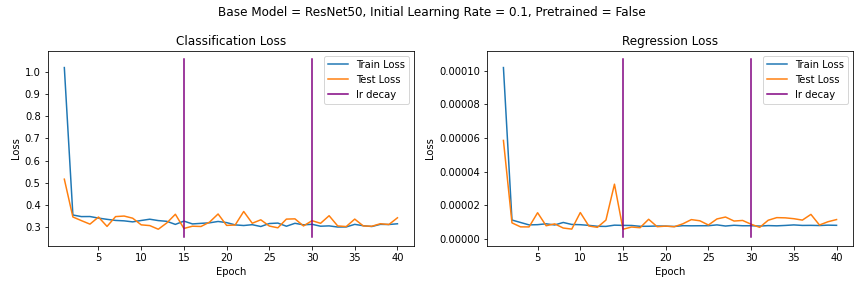 Base Model = ResNet50, Initial Learning Rate = 0.1, Pretrained = False
Classification Loss
Loss
1.0
0.9
0.8
0.7
0.6
0.5
0.4
0.3
5
10
15
20
25
30
35
40
Epoch
Train Loss
Test Loss
lr decay
Regression Loss
Loss
0.00010
0.00008
0.00006
0.00004
0.00002
0.00000
5
10
15
20
25
30
35
40
Epoch
Train Loss
Test Loss
lr decay